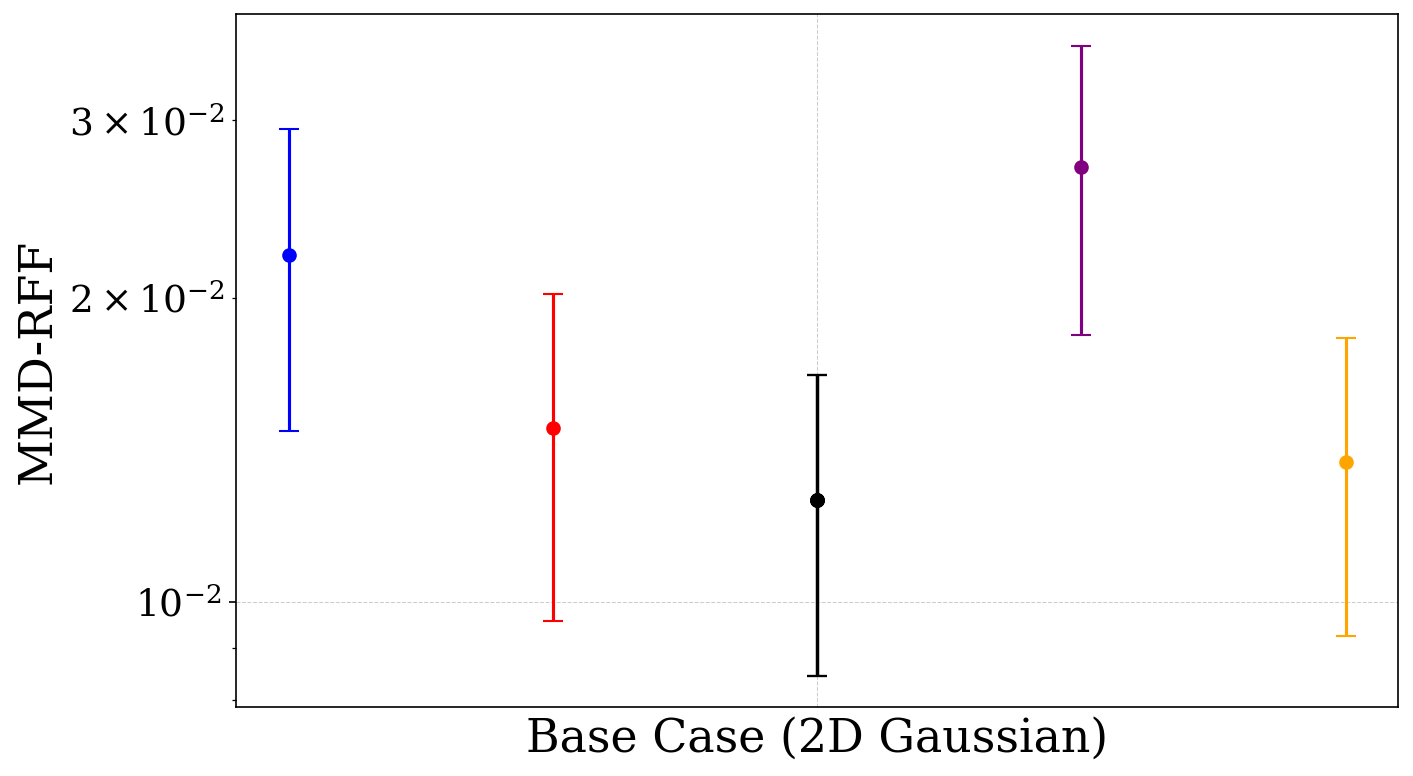 MMD-RFF
3 × 10⁻²
2 × 10⁻²
10⁻²
Base Case (2D Gaussian)